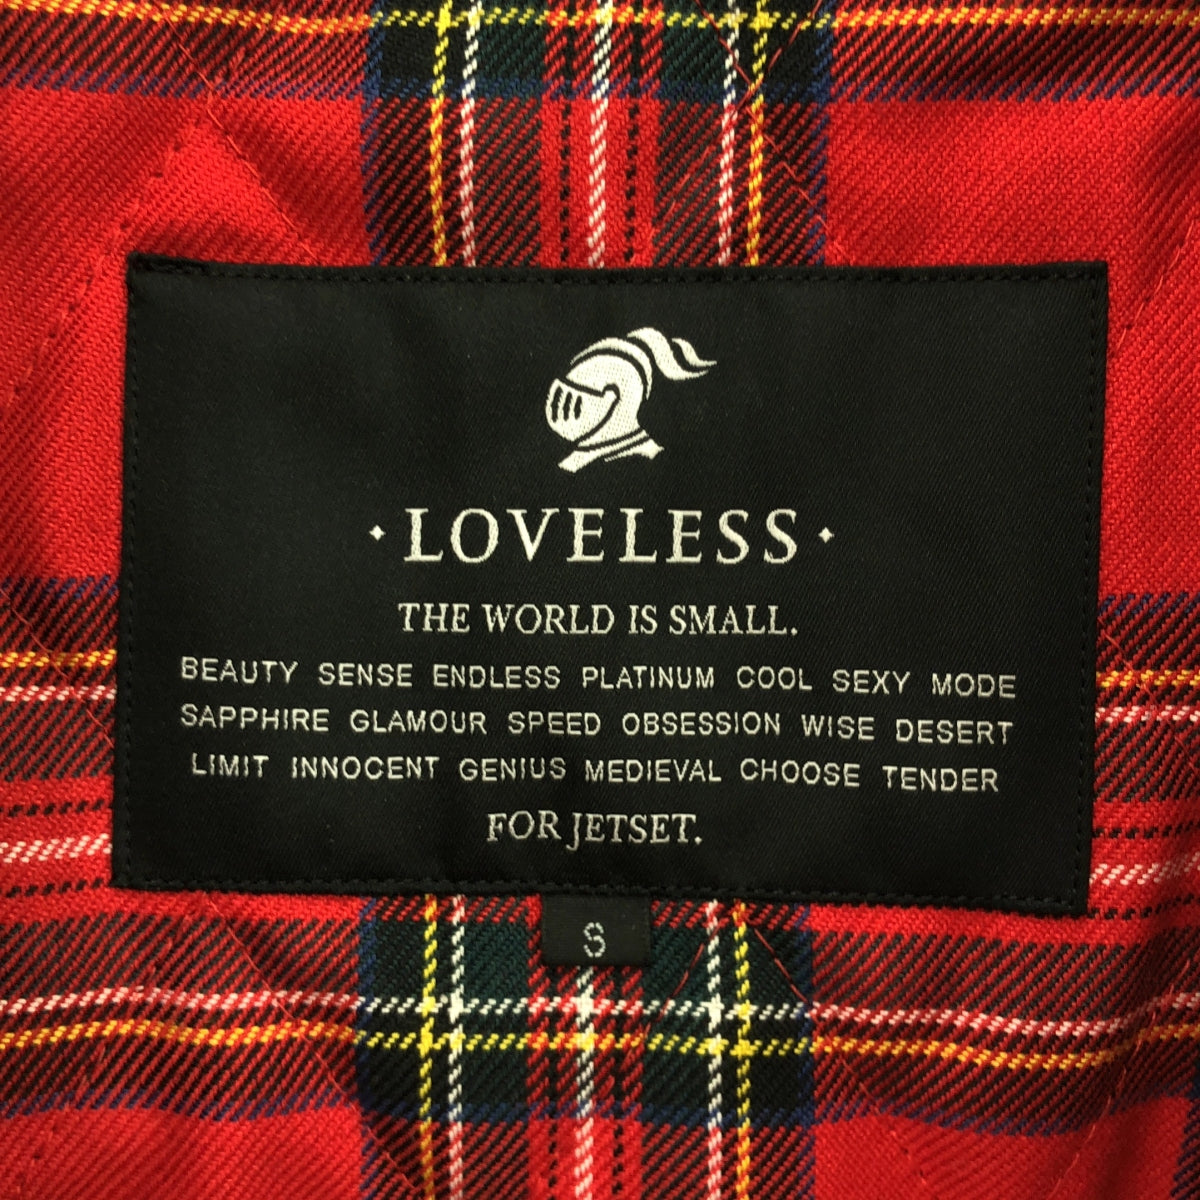 · LOVELESS ·
THE WORLD IS SMALL.
BEAUTY SENSE ENDLESS PLATINUM COOL SEXY MODE
SAPPHIRE GLAMOUR SPEED OBSESSION WISE DESERT
LIMIT INNOCENT GENIUS MEDIEVAL CHOOSE TENDER
FOR JETSET.
S